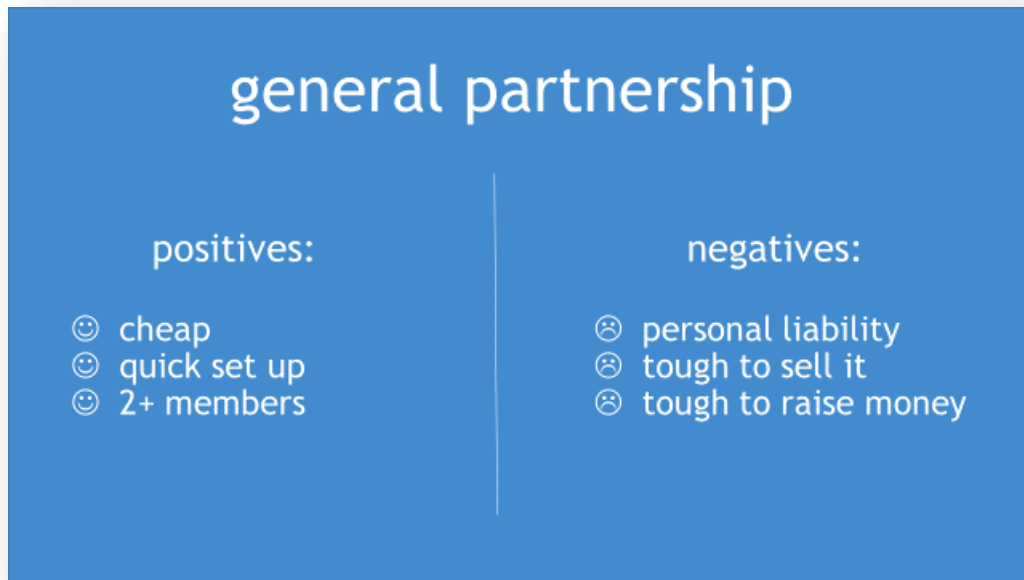 general partnership
positives:
☺ cheap
☺ quick set up
☺ 2+ members
negatives:
☹ personal liability
☹ tough to sell it
☹ tough to raise money